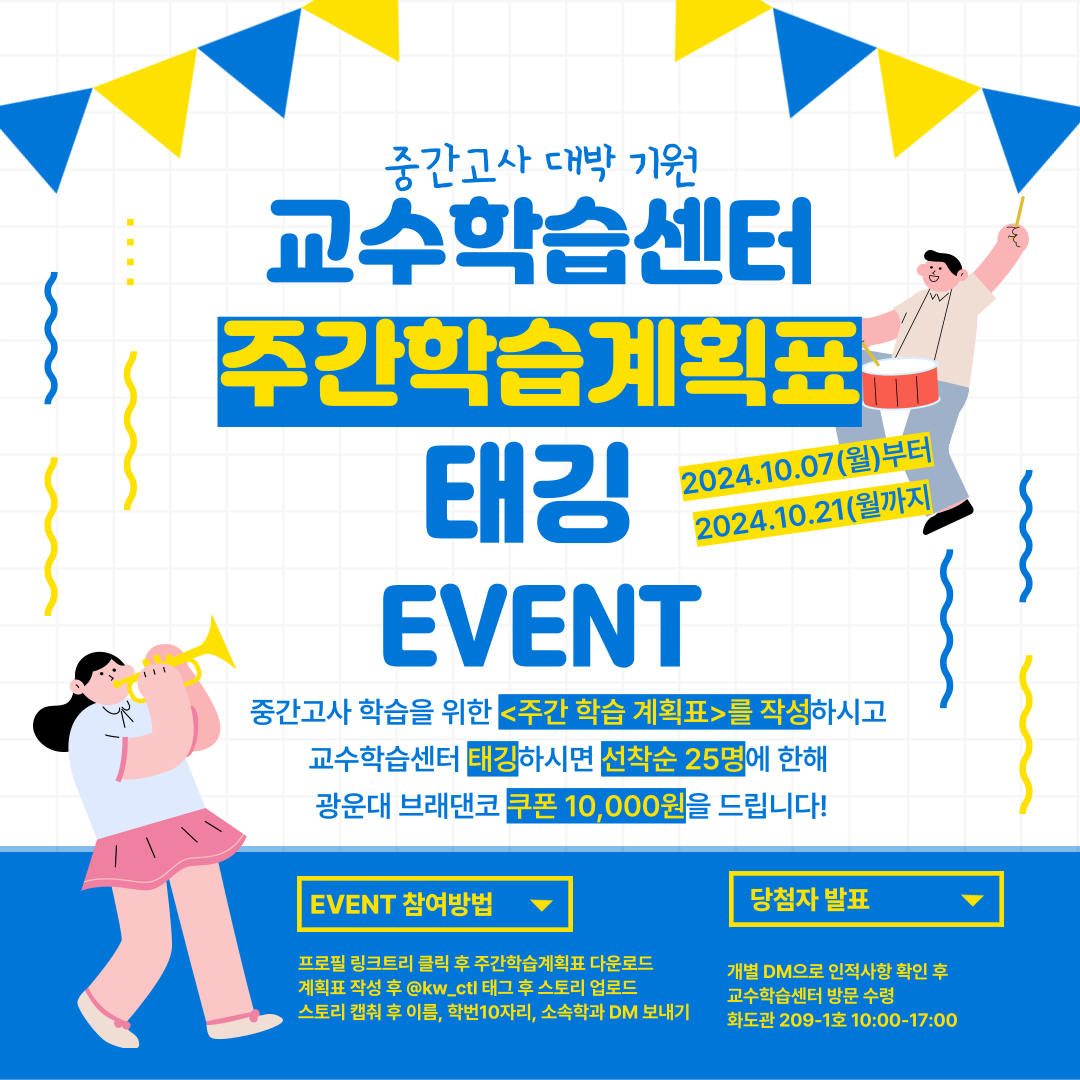 중간고사 대박 기원
교수학습센터
주간학습계획표
태깅
2024.10.07(월)부터
2024.10.21(월까지
EVENT
중간고사 학습을 위한 <주간 학습 계획표>를 작성하시고
교수학습센터 태깅하시면 선착순 25명에 한해
광운대 브래댄코 쿠폰 10,000원을 드립니다!
EVENT 참여방법
프로필 링크트리 클릭 후 주간학습계획표 다운로드
계획표 작성 후 @kw_ctl 태그 후 스토리 업로드
스토리 캡춰 후 이름, 학번10자리, 소속학과 DM 보내기
당첨자 발표
개별 DM으로 인적사항 확인 후
교수학습센터 방문 수령
화도관 209-1호 10:00-17:00